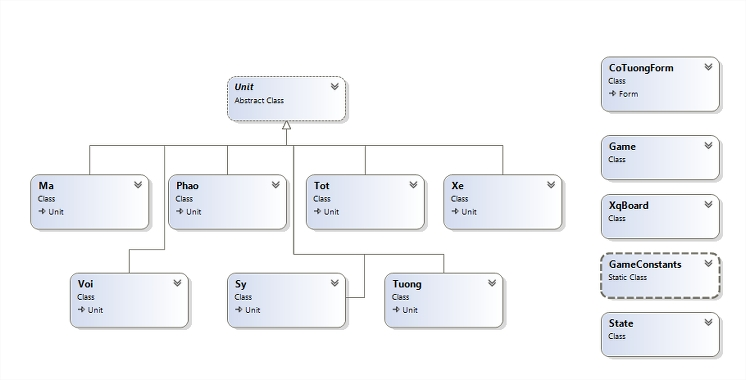 Unit
Abstract Class
CoTuongForm
Class
Form
Game
Class
Ma
Class
Unit
Phao
Class
Unit
Tot
Class
Unit
Xe
Class
Unit
XqBoard
Class
GameConstants
Static Class
Voi
Class
Unit
Sy
Class
Unit
Tuong
Class
Unit
State
Class